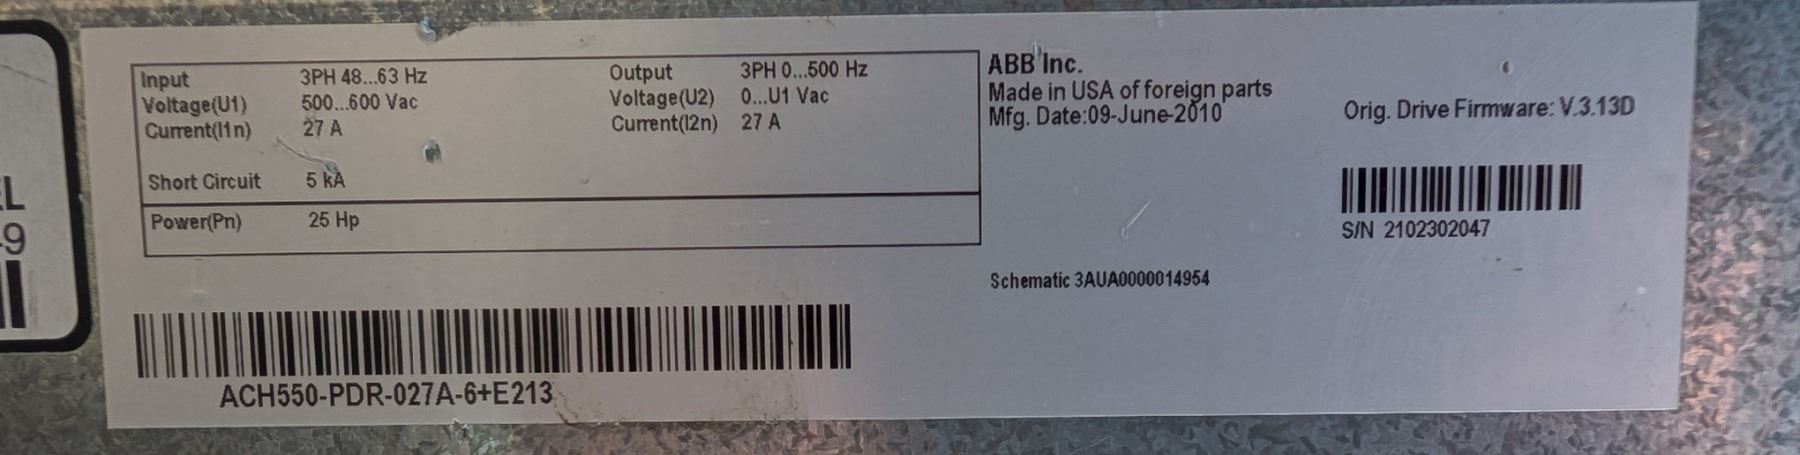 Input 3PH 48...63 Hz Output 3PH 0...500 Hz
Voltage(U1) 500...600 Vac Voltage(U2) 0...U1 Vac
Current(I1n) 27 A Current(I2n) 27 A
Short Circuit 5 kA
Power(Pn) 25 Hp
ABB Inc.
Made in USA of foreign parts
Mfg. Date:09-June-2010
Orig. Drive Firmware: V.3.13D
S/N 2102302047
Schematic 3AUA0000014954
ACH550-PDR-027A-6+E213
L
9